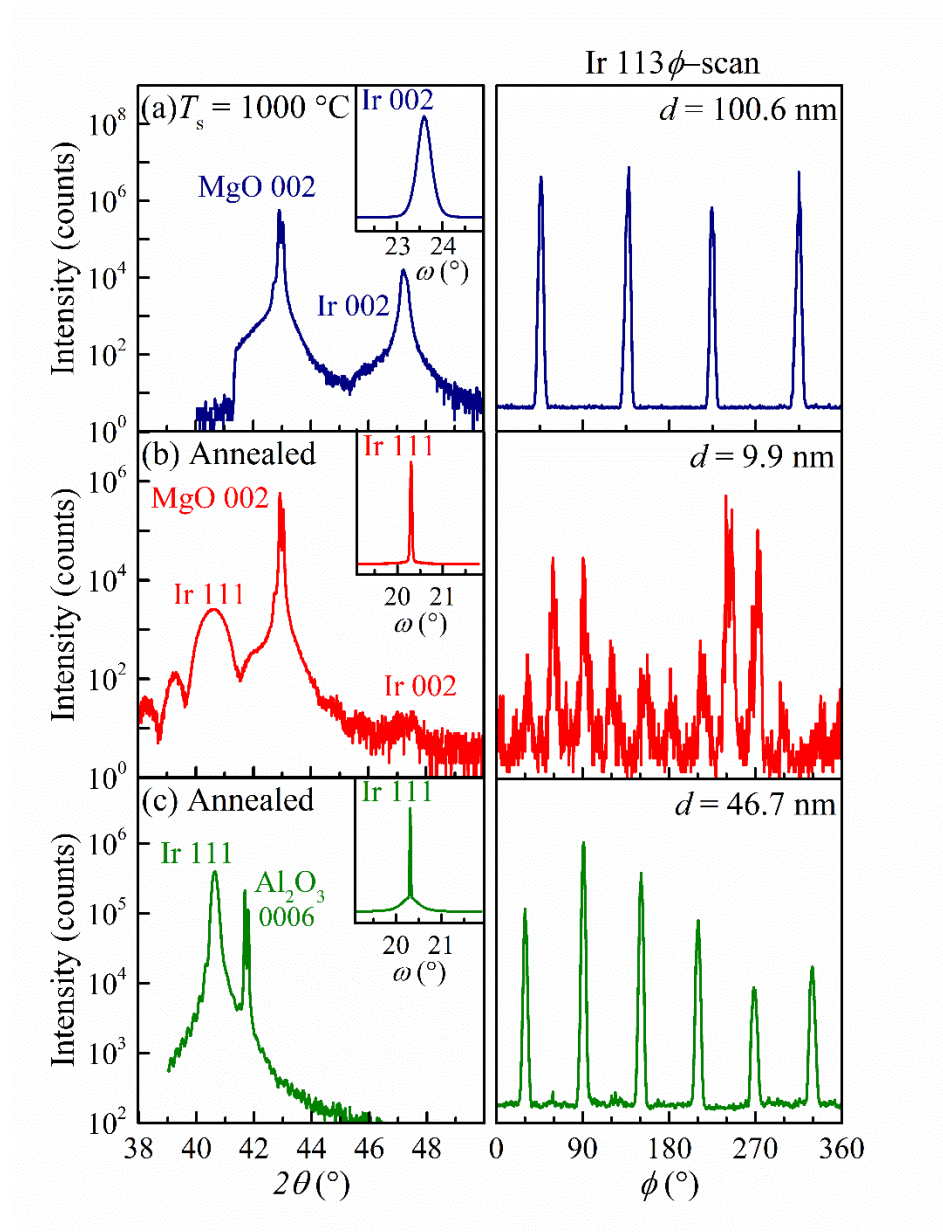 Ir 113ϕ–scan
(a)Ts = 1000 °C
Ir 002
d = 100.6 nm
10⁸
MgO 002
10⁶
23 24
ω (°)
Ir 002
10⁴
10²
10⁰
Intensity (counts)
(b) Annealed
Ir 111
d = 9.9 nm
10⁶
MgO 002
10⁴
Ir 111
20 21
ω (°)
10²
Ir 002
10⁰
Intensity (counts)
(c) Annealed
Ir 111
d = 46.7 nm
10⁶
Ir 111
Al₂O₃
0006
10⁵
20 21
ω (°)
10⁴
10³
10²
Intensity (counts)
38 40 42 44 46 48
2θ (°)
0 90 180 270 360
ϕ (°)